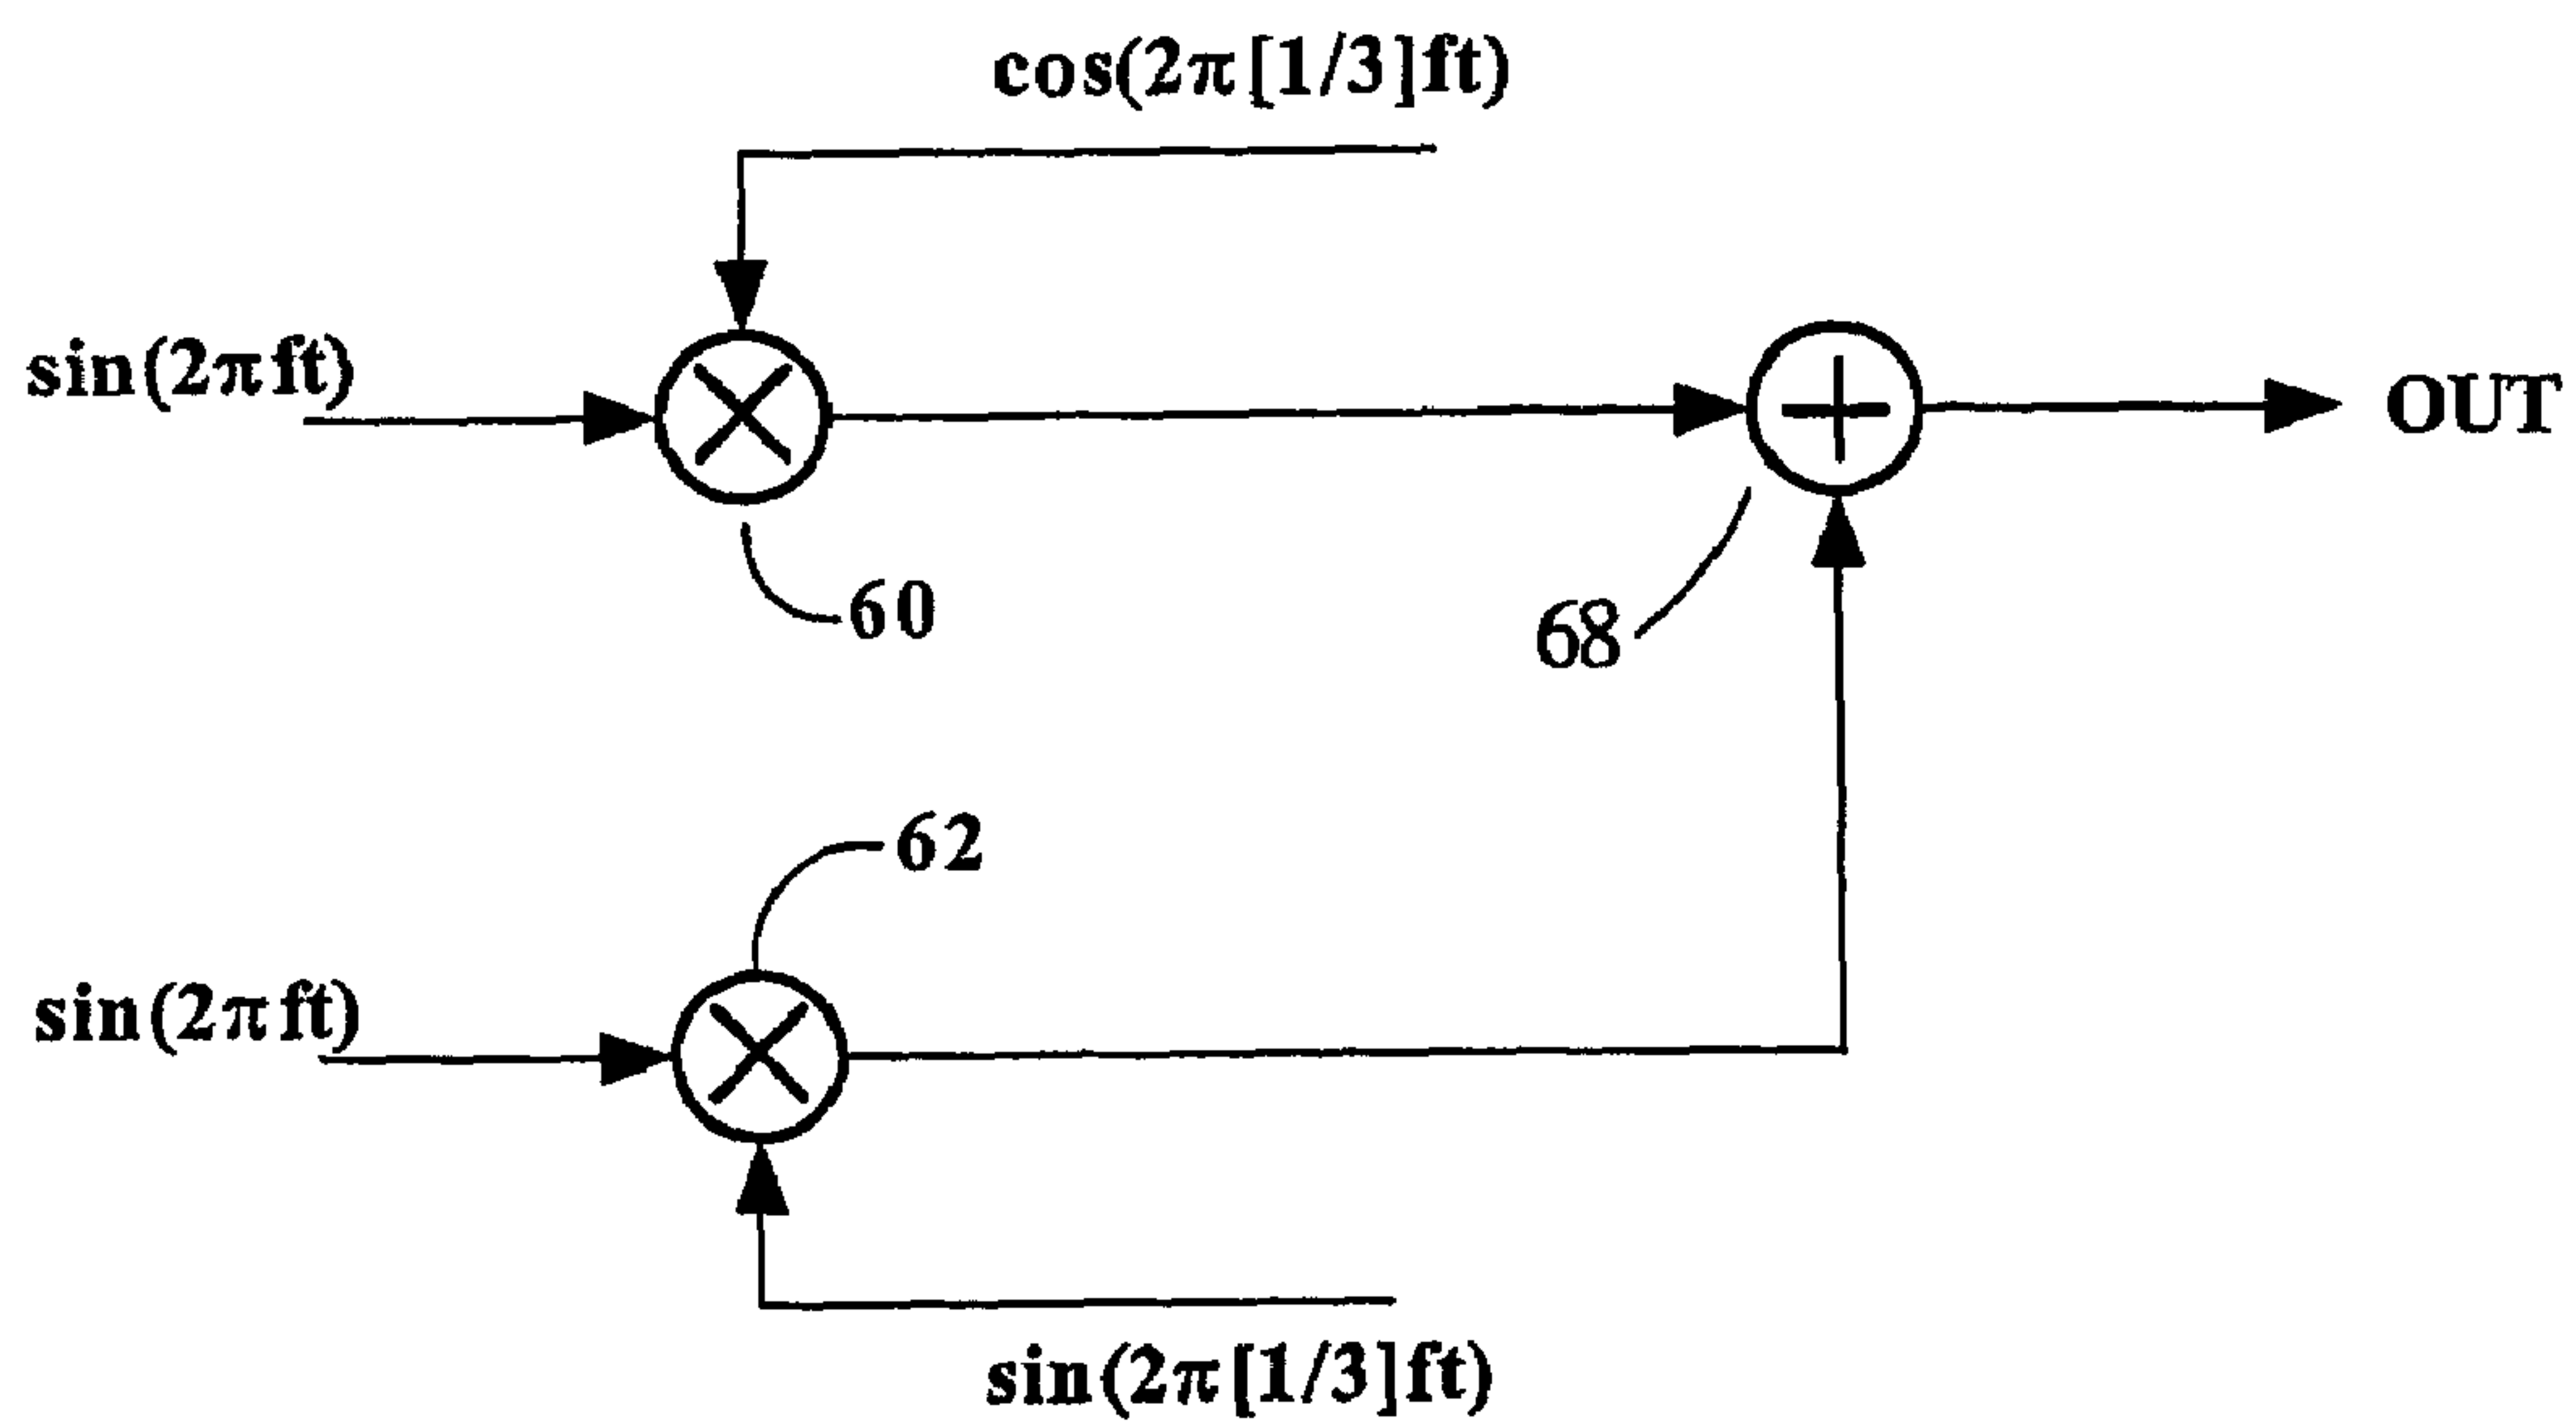 cos(2π[1/3]ft)
sin(2πft)
OUT
60
68
62
sin(2πft)
sin(2π[1/3]ft)